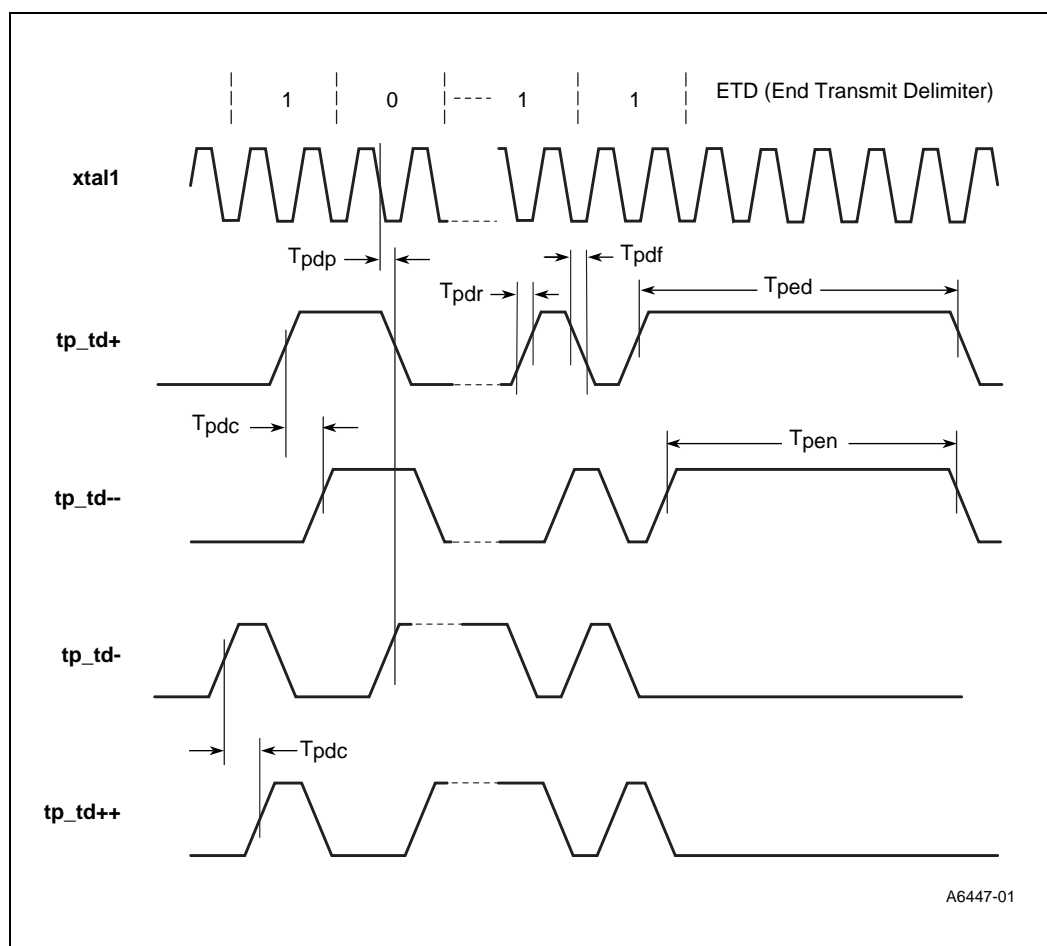 1 0 1 1 ETD (End Transmit Delimiter)
xtal1
Tpdp
Tpdf
Tpdr
Tped
tp_td+
Tpdc
Tpen
tp_td--
tp_td-
Tpdc
tp_td++
A6447-01